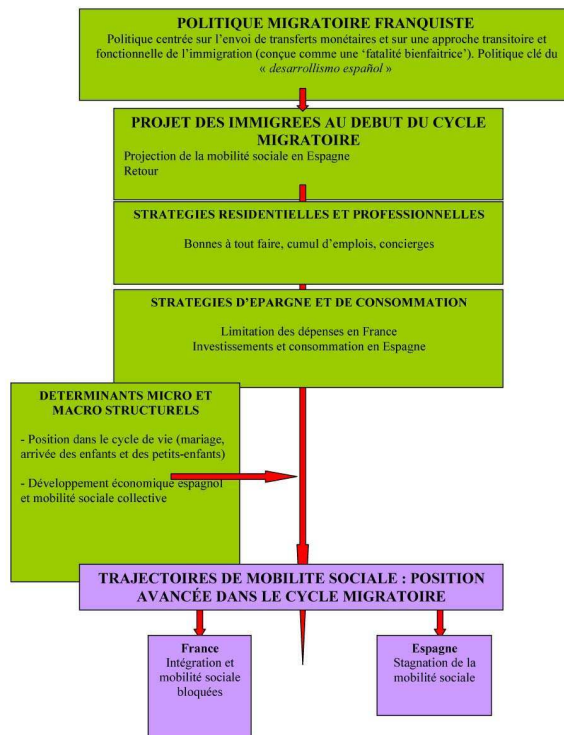 POLITIQUE MIGRATOIRE FRANQUISTE
Politique centrée sur l'envoi de transferts monétaires et sur une approche transitoire et
fonctionnelle de l'immigration (conçue comme une 'fatalité bienfaitrice'). Politique clé du
« desarrollismo español »
PROJET DES IMMIGREES AU DEBUT DU CYCLE
MIGRATOIRE
Projection de la mobilité sociale en Espagne
Retour
STRATEGIES RESIDENTIELLES ET PROFESSIONNELLES
Bonnes à tout faire, cumul d'emplois, concierges
STRATEGIES D'EPARGNE ET DE CONSOMMATION
Limitation des dépenses en France
Investissements et consommation en Espagne
DETERMINANTS MICRO ET
MACRO STRUCTURELS
- Position dans le cycle de vie (mariage,
arrivée des enfants et des petits-enfants)
- Développement économique espagnol
et mobilité sociale collective
TRAJECTOIRES DE MOBILITE SOCIALE : POSITION
AVANCÉE DANS LE CYCLE MIGRATOIRE
France
Intégration et
mobilité sociale
bloquées
Espagne
Stagnation de la
mobilité sociale